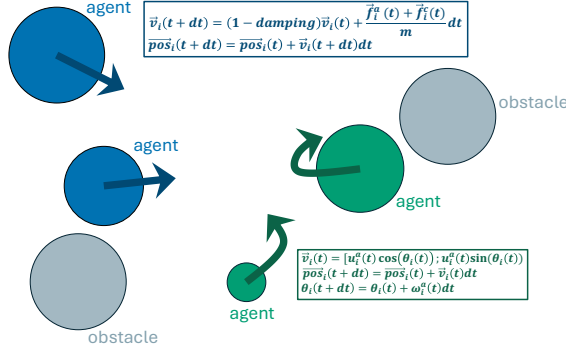 agent
v⃗ᵢ(t + dt) = (1 − damping)v⃗ᵢ(t) + (f⃗ᵢᵃ(t) + f⃗ᵢᶜ(t))/m dt
pos⃗ᵢ(t + dt) = pos⃗ᵢ(t) + v⃗ᵢ(t + dt)dt
obstacle
agent
agent
v⃗ᵢ(t) = [uᵢᵃ(t) cos(θᵢ(t)) ; uᵢᵃ(t)sin(θᵢ(t))
pos⃗ᵢ(t + dt) = pos⃗ᵢ(t) + v⃗ᵢ(t)dt
θᵢ(t + dt) = θᵢ(t) + ωᵢᵃ(t)dt
agent
obstacle